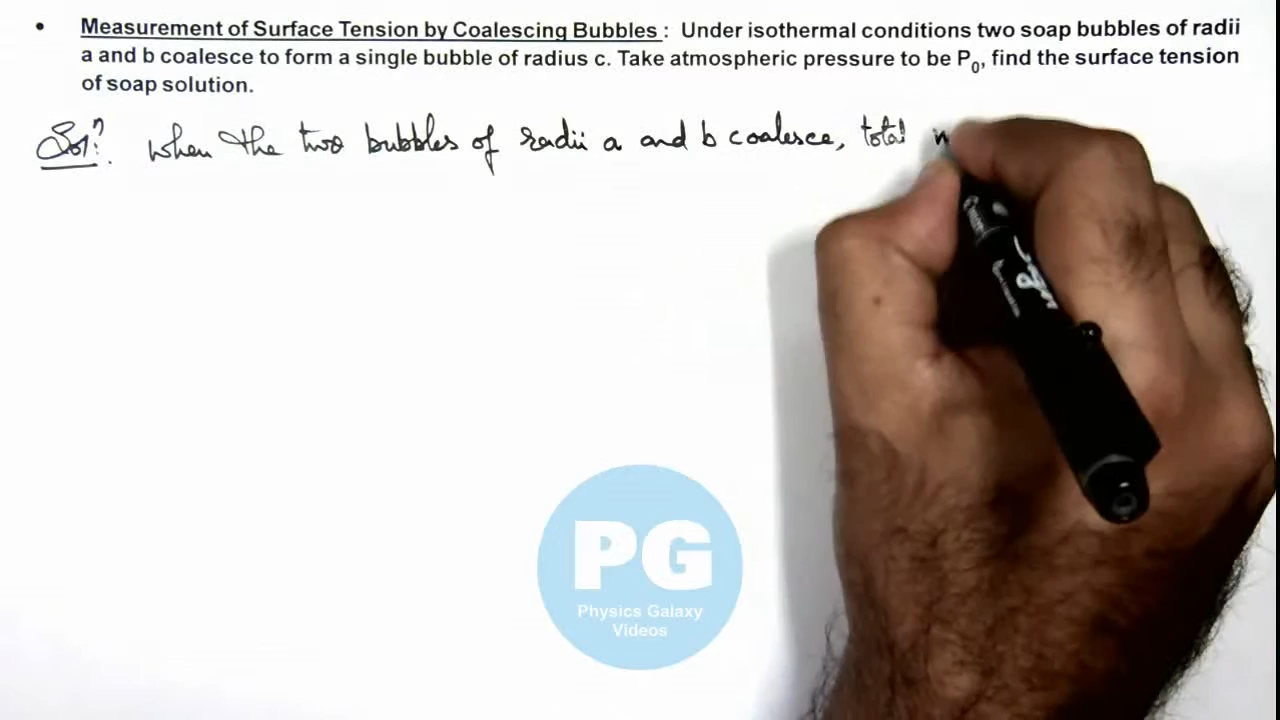 • Measurement of Surface Tension by Coalescing Bubbles : Under isothermal conditions two soap bubbles of radii
a and b coalesce to form a single bubble of radius c. Take atmospheric pressure to be P₀, find the surface tension
of soap solution.
Solⁿ. when the two bubbles of radii a and b coalesce, total
PG
Physics Galaxy
Videos